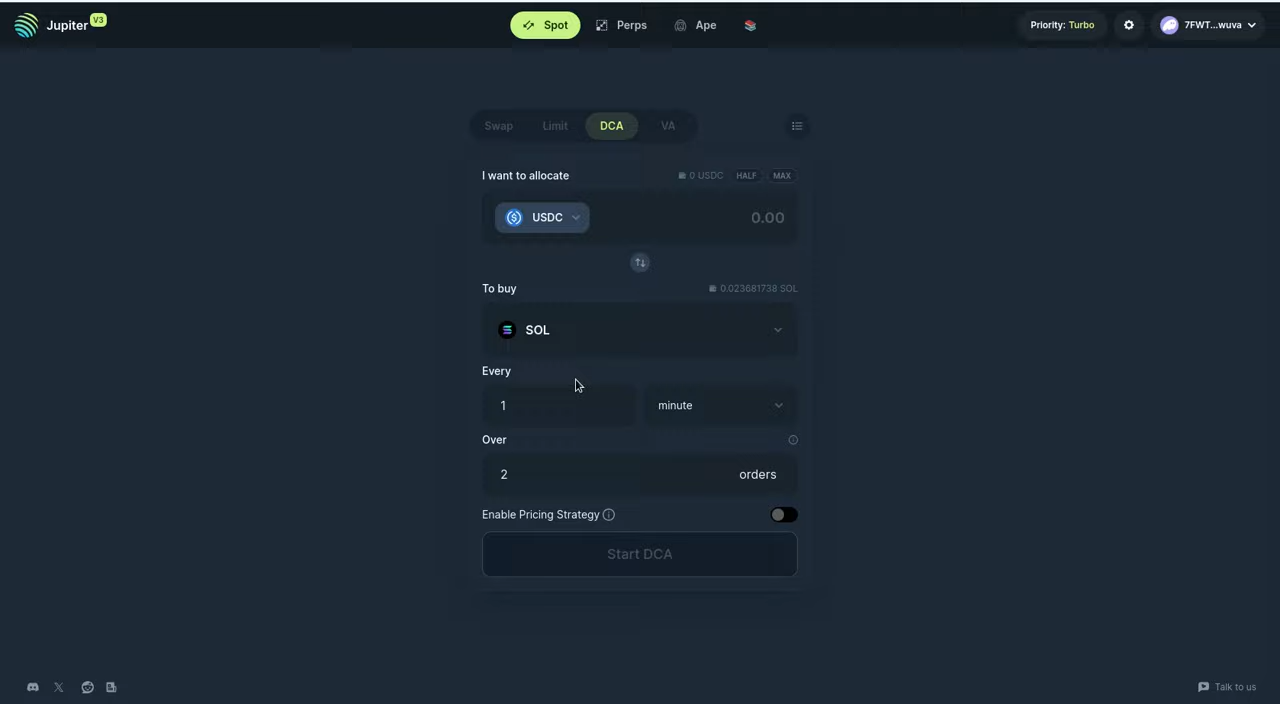 Jupiter V3 Spot Perps Ape Priority: Turbo 7FWT...wuva
Swap Limit DCA VA
I want to allocate 0 USDC HALF MAX
USDC 0.00
To buy 0.023681738 SOL
SOL
Every
1 minute
Over
2 orders
Enable Pricing Strategy
Start DCA
Talk to us